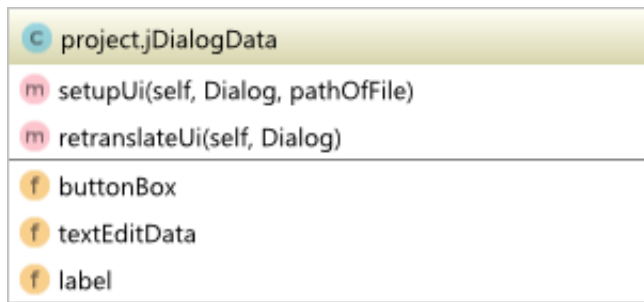 C project.jDialogData
m setupUi(self, Dialog, pathOfFile)
m retranslateUi(self, Dialog)
f buttonBox
f textEditData
f label